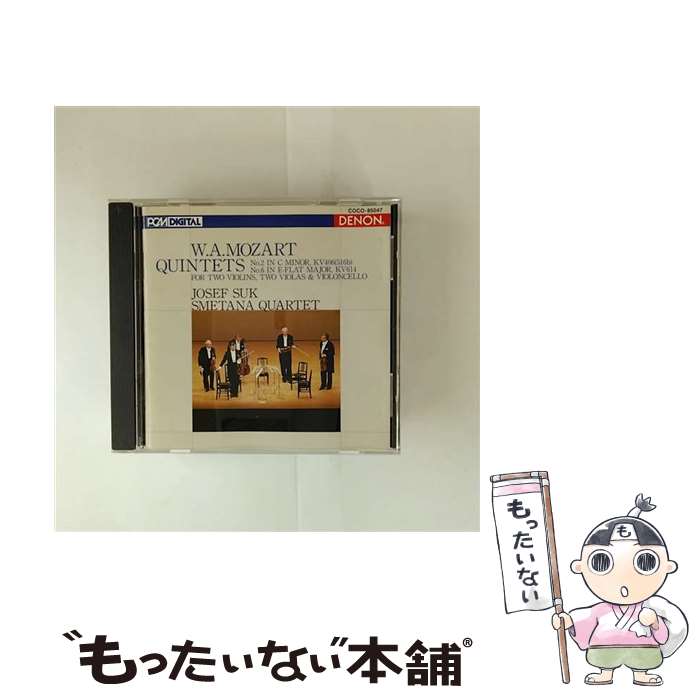 COCO-85047
PCM DIGITAL
DENON
W.A.MOZART
QUINTETS No.2 IN C MINOR, KV406(516b)
No.6 IN E-FLAT MAJOR, KV614
FOR TWO VIOLINS, TWO VIOLAS & VIOLONCELLO
JOSEF SUK
SMETANA QUARTET
も
もったいない
"もったいない"本舗®